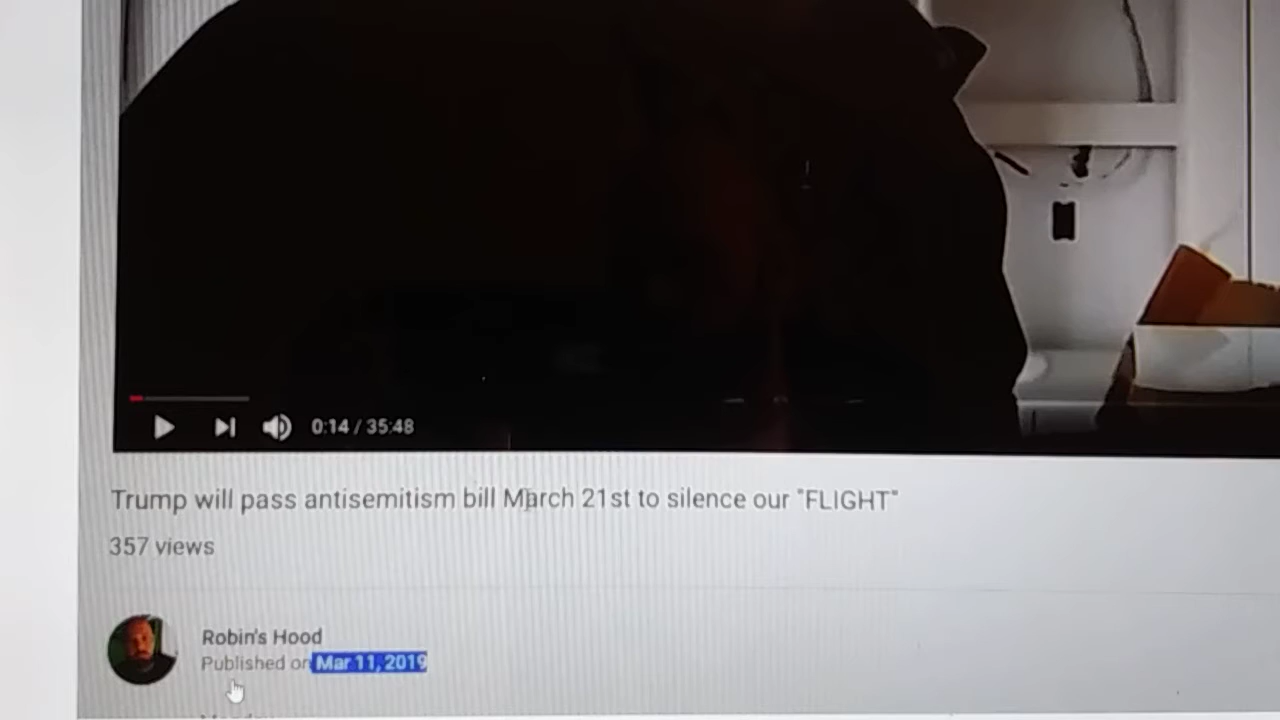 0:14 / 35:48
Trump will pass antisemitism bill March 21st to silence our "FLIGHT"
357 views
Robin's Hood
Published on Mar 11, 2019